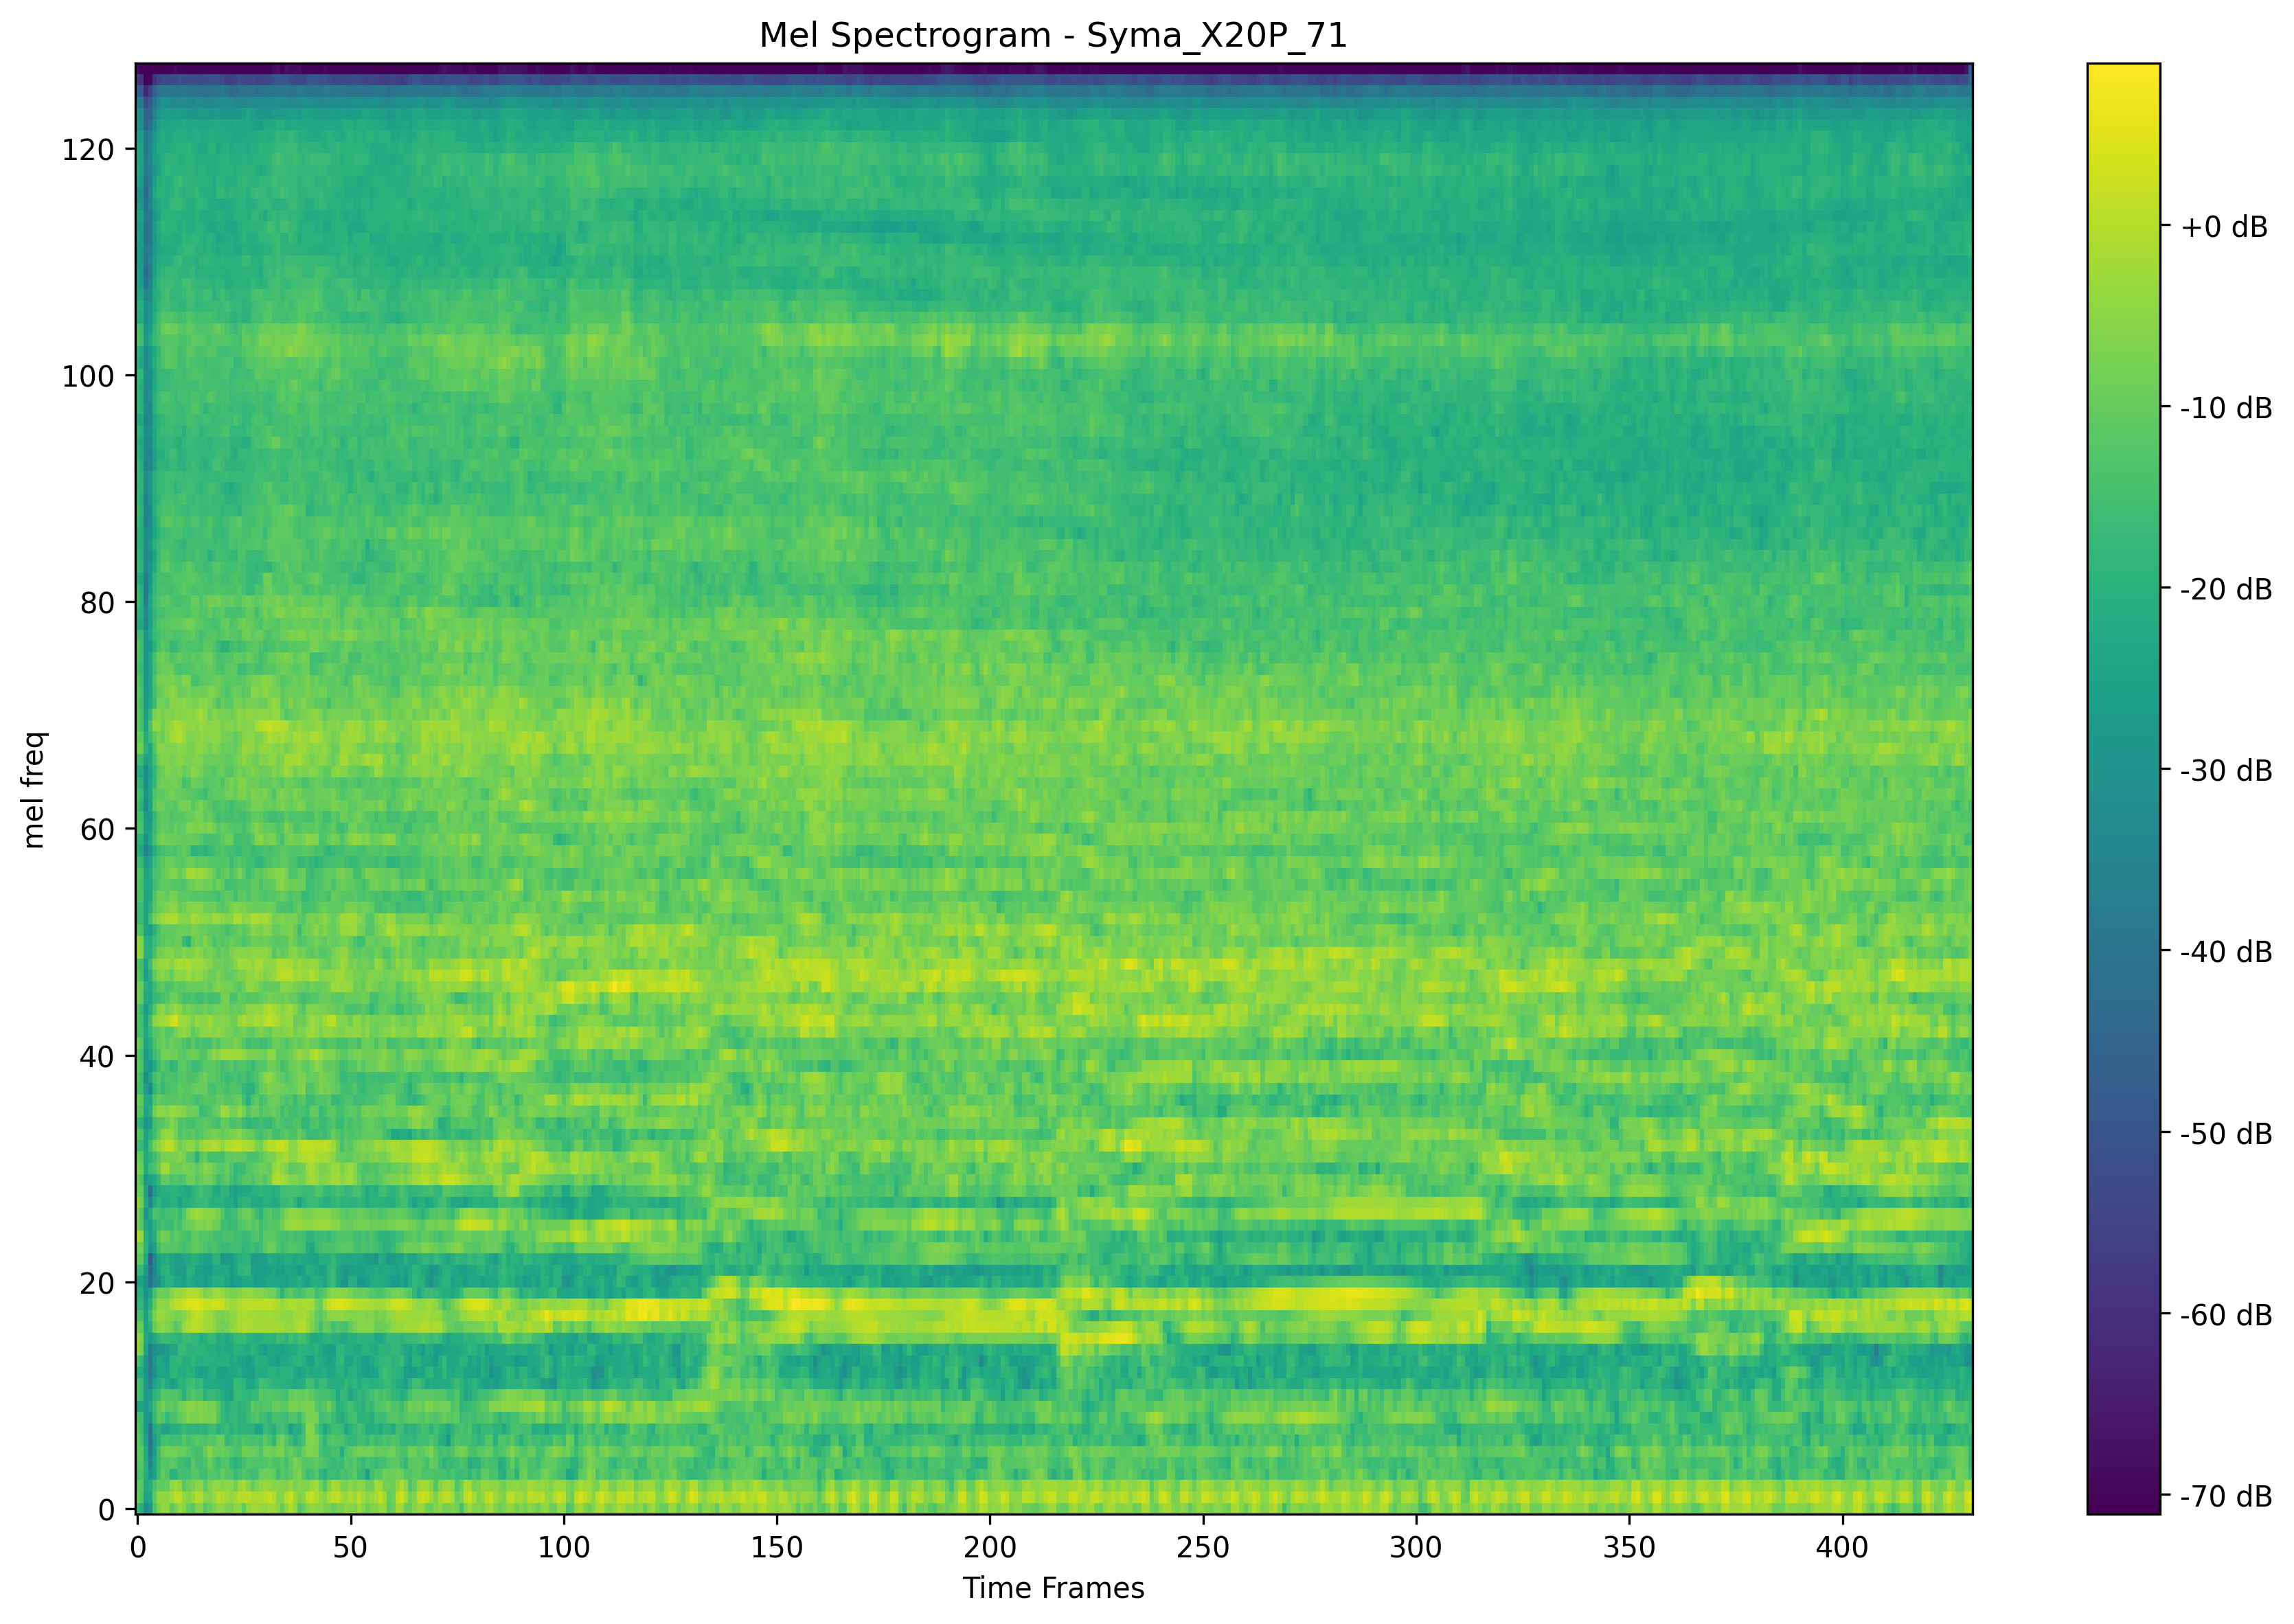 Mel Spectrogram - Syma_X20P_71
mel freq
120
100
80
60
40
20
0
0 50 100 150 200 250 300 350 400
Time Frames
+0 dB
-10 dB
-20 dB
-30 dB
-40 dB
-50 dB
-60 dB
-70 dB